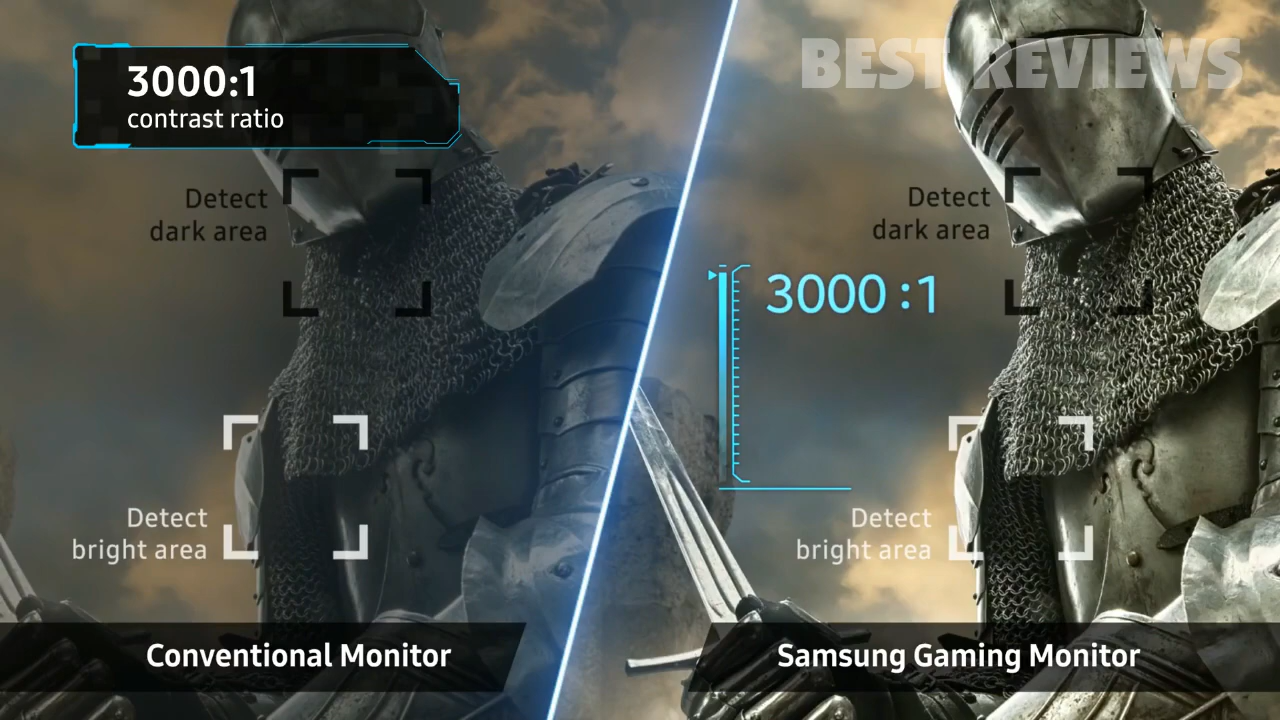 BEST REVIEWS
3000:1
contrast ratio
Detect
dark area
Detect
dark area
3000:1
Detect
bright area
Detect
bright area
Conventional Monitor
Samsung Gaming Monitor